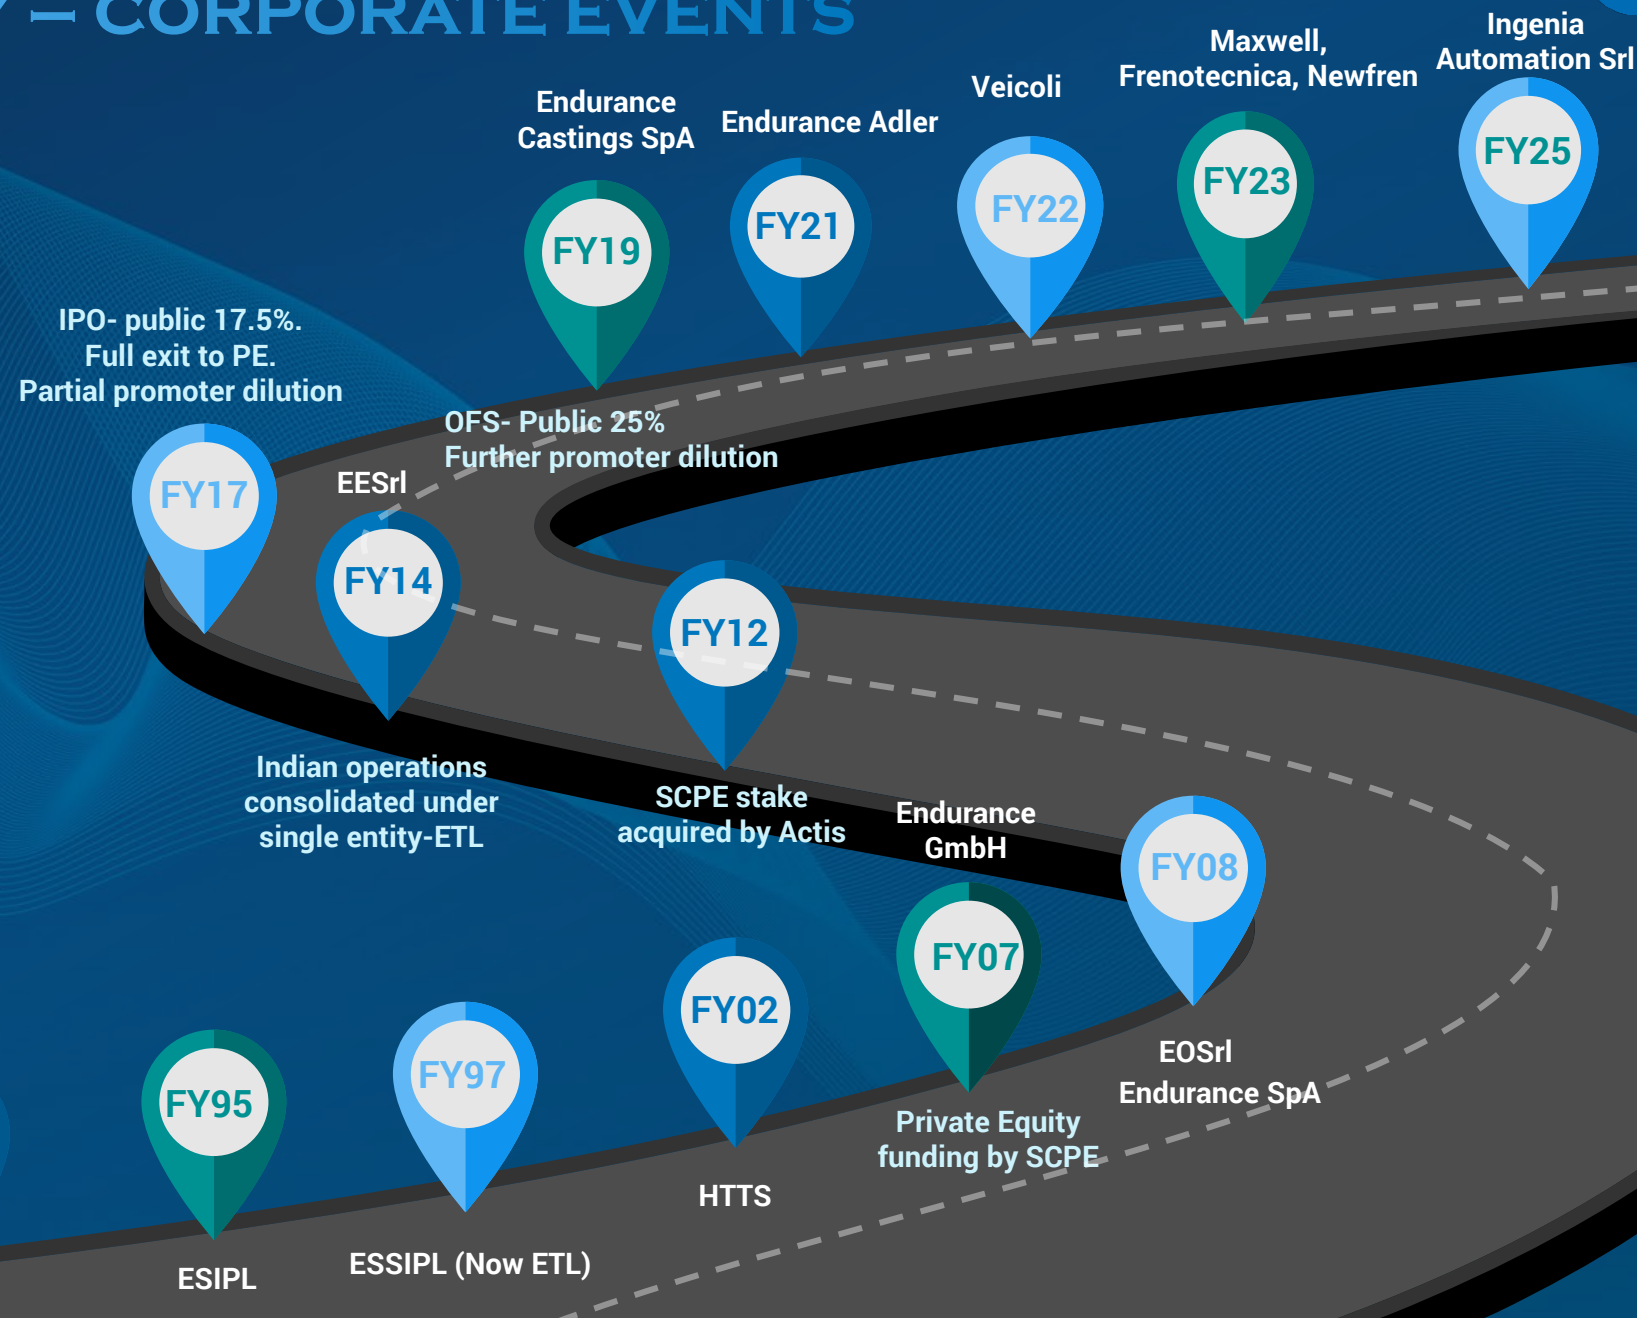 – CORPORATE EVENTS
Ingenia
Automation Srl
FY25
Maxwell,
Frenotecnica, Newfren
FY23
Veicoli
FY22
Endurance Adler
FY21
Endurance
Castings SpA
FY19
OFS- Public 25%
Further promoter dilution
IPO- public 17.5%.
Full exit to PE.
Partial promoter dilution
FY17
EESrl
FY14
Indian operations
consolidated under
single entity-ETL
FY12
SCPE stake
acquired by Actis
Endurance
GmbH
FY07
Private Equity
funding by SCPE
FY08
EOSrl
Endurance SpA
FY02
HTTS
FY97
ESSIPL (Now ETL)
FY95
ESIPL